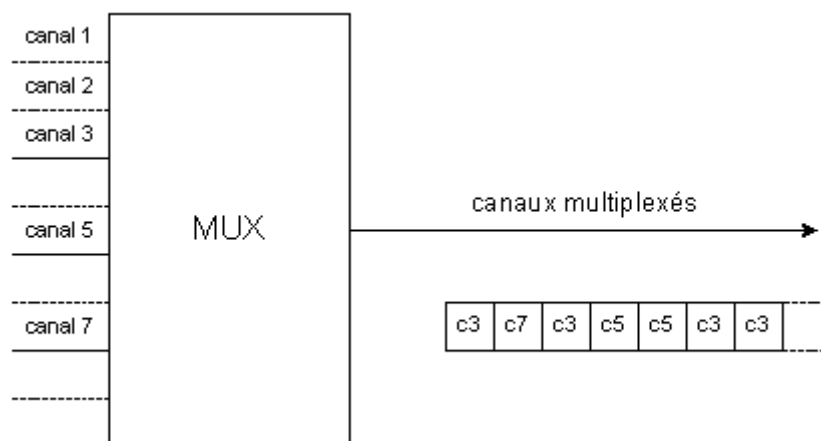 canal 1
canal 2
canal 3
canal 5
canal 7
MUX
canaux multiplexés
c3 c7 c3 c5 c5 c3 c3